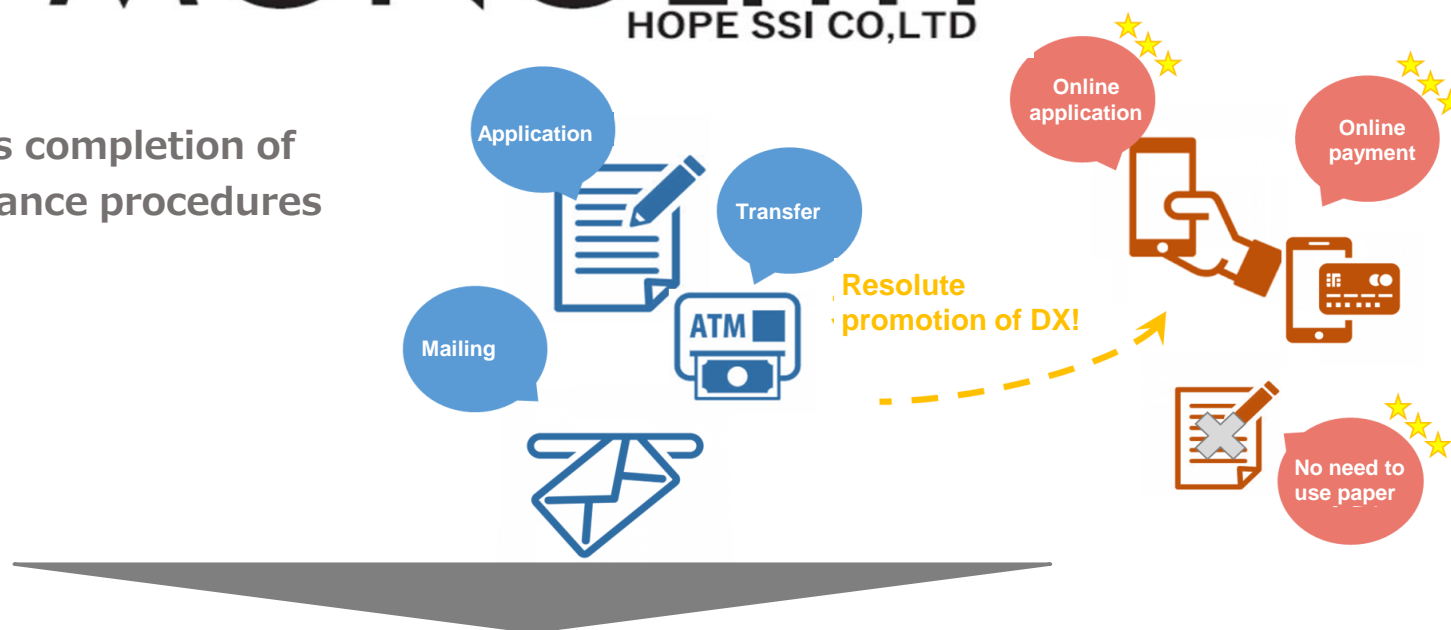 HOPE SSI CO,LTD
s completion of
ance procedures
Application
Transfer
Mailing
ATM
Resolute
promotion of DX!
Online
application
Online
payment
No need to
use paper